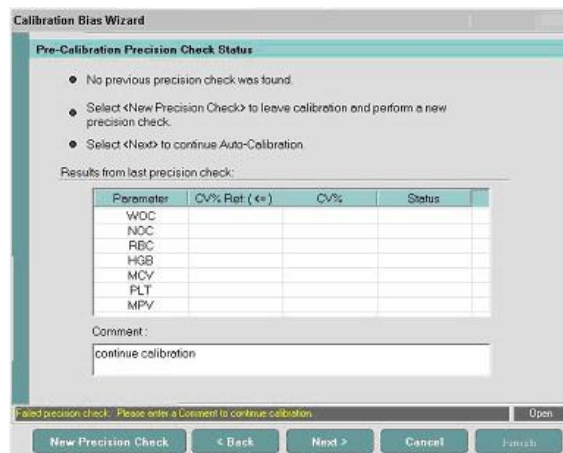 Calibration Bias Wizard
Pre-Calibration Precision Check Status
No previous precision check was found.
Select <New Precision Check> to leave calibration and perform a new
precision check.
Select <Next> to continue Auto-Calibration.
Results from last precision check:
Parameter CV% Ref. ( <= ) CV% Status
WOC
NOC
RBC
HGB
MCV
PLT
MPV
Comment :
continue calibration
Failed precision check. Please enter a Comment to continue calibration. Open
New Precision Check < Back Next > Cancel Finish